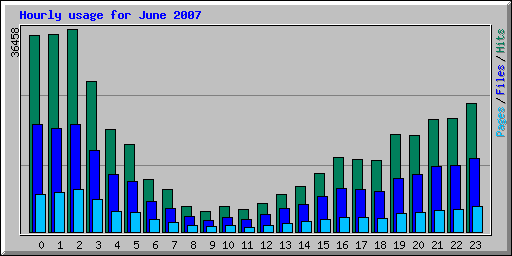 Hourly usage for June 2007
36458
Pages / Files / Hits
0 1 2 3 4 5 6 7 8 9 10 11 12 13 14 15 16 17 18 19 20 21 22 23